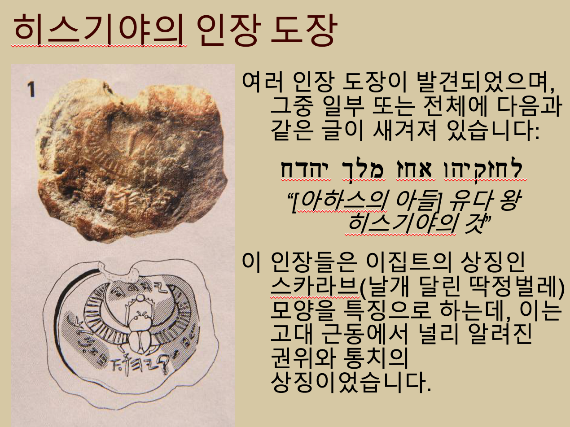 히스기야의 인장 도장
1
여러 인장 도장이 발견되었으며,
그중 일부 또는 전체에 다음과
같은 글이 새겨져 있습니다:
לחזקיהו אחז מלך יהדח
“[아하스의 아들] 유다 왕
히스기야의 것”
이 인장들은 이집트의 상징인
스카라브(날개 달린 딱정벌레)
모양을 특징으로 하는데, 이는
고대 근동에서 널리 알려진
권위와 통치의
상징이었습니다.